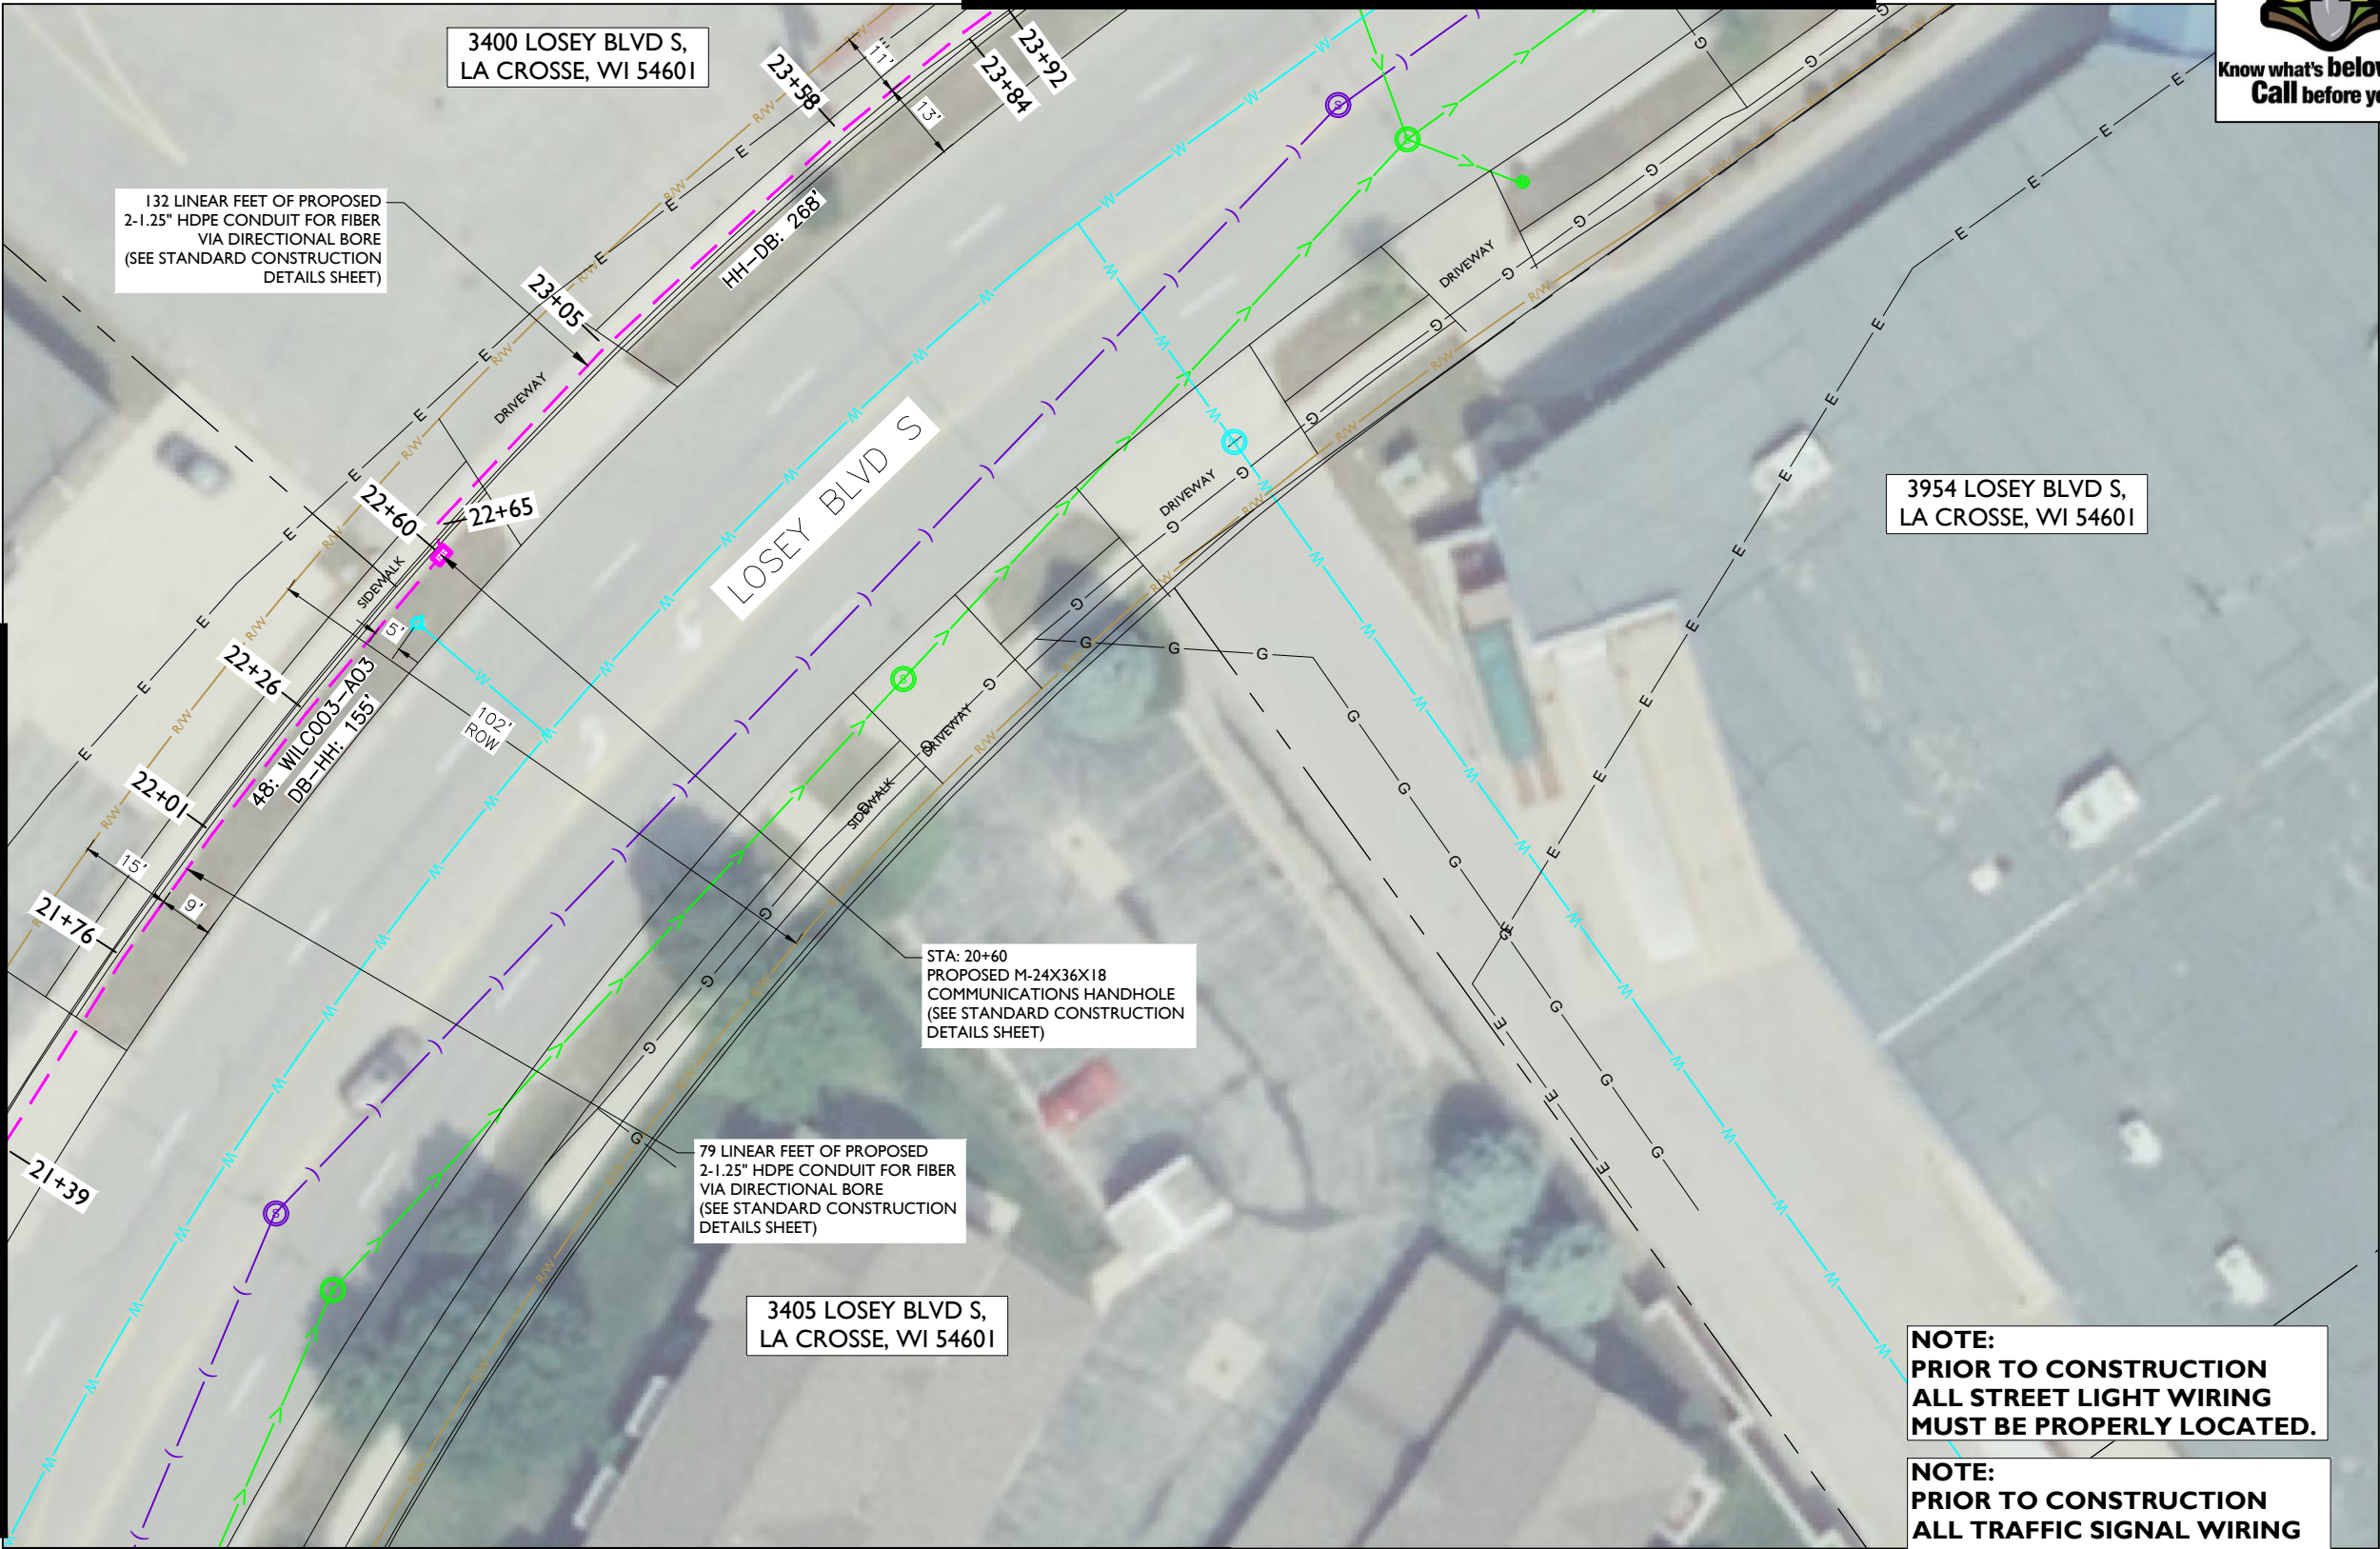 3400 LOSEY BLVD S,
LA CROSSE, WI 54601
Know what's below
Call before yo
23+58
11'
13'
23+92
23+84
132 LINEAR FEET OF PROPOSED
2-1.25" HDPE CONDUIT FOR FIBER
VIA DIRECTIONAL BORE
(SEE STANDARD CONSTRUCTION
DETAILS SHEET)
HH-DB: 268'
23+05
DRIVEWAY
DRIVEWAY
22+60
22+65
LOSEY BLVD S
DRIVEWAY
3954 LOSEY BLVD S,
LA CROSSE, WI 54601
SIDEWALK
5'
22+26
48: WILC003-A03
DB-HH: 155'
102'
ROW
DRIVEWAY
SIDEWALK
22+01
15'
9'
21+76
STA: 20+60
PROPOSED M-24X36X18
COMMUNICATIONS HANDHOLE
(SEE STANDARD CONSTRUCTION
DETAILS SHEET)
21+39
79 LINEAR FEET OF PROPOSED
2-1.25" HDPE CONDUIT FOR FIBER
VIA DIRECTIONAL BORE
(SEE STANDARD CONSTRUCTION
DETAILS SHEET)
3405 LOSEY BLVD S,
LA CROSSE, WI 54601
NOTE:
PRIOR TO CONSTRUCTION
ALL STREET LIGHT WIRING
MUST BE PROPERLY LOCATED.
NOTE:
PRIOR TO CONSTRUCTION
ALL TRAFFIC SIGNAL WIRING